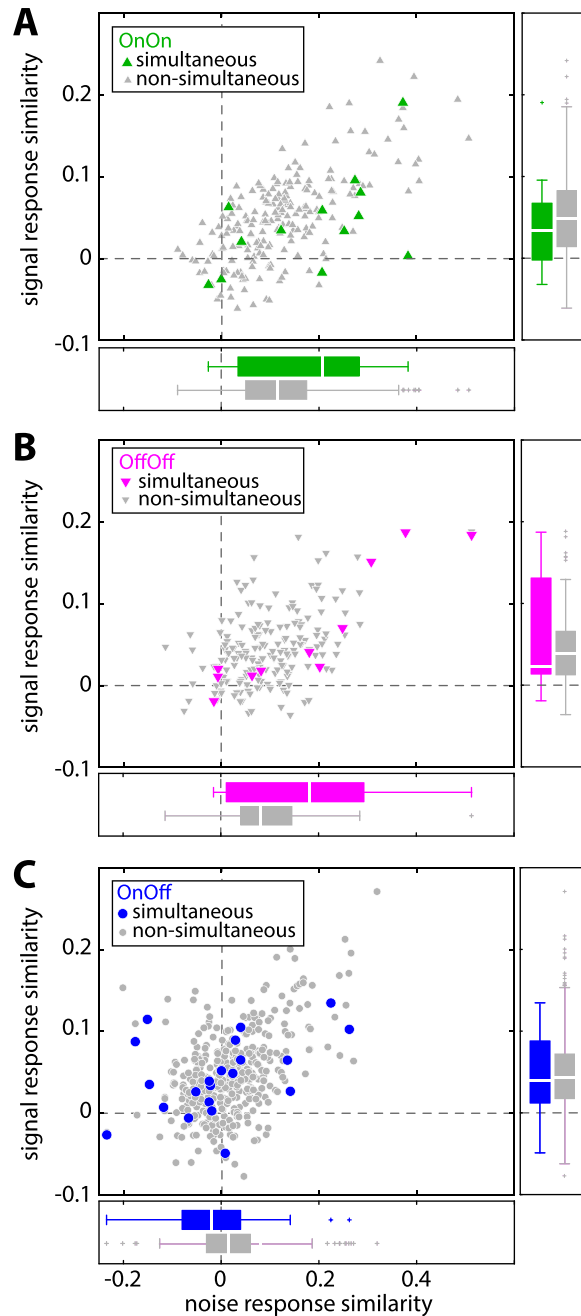 A
OnOn
simultaneous
non-simultaneous
signal response similarity
0.2
0.1
0
-0.1
B
OffOff
simultaneous
non-simultaneous
signal response similarity
0.2
0.1
0
-0.1
C
OnOff
simultaneous
non-simultaneous
signal response similarity
0.2
0.1
0
-0.1
-0.2 0 0.2 0.4
noise response similarity